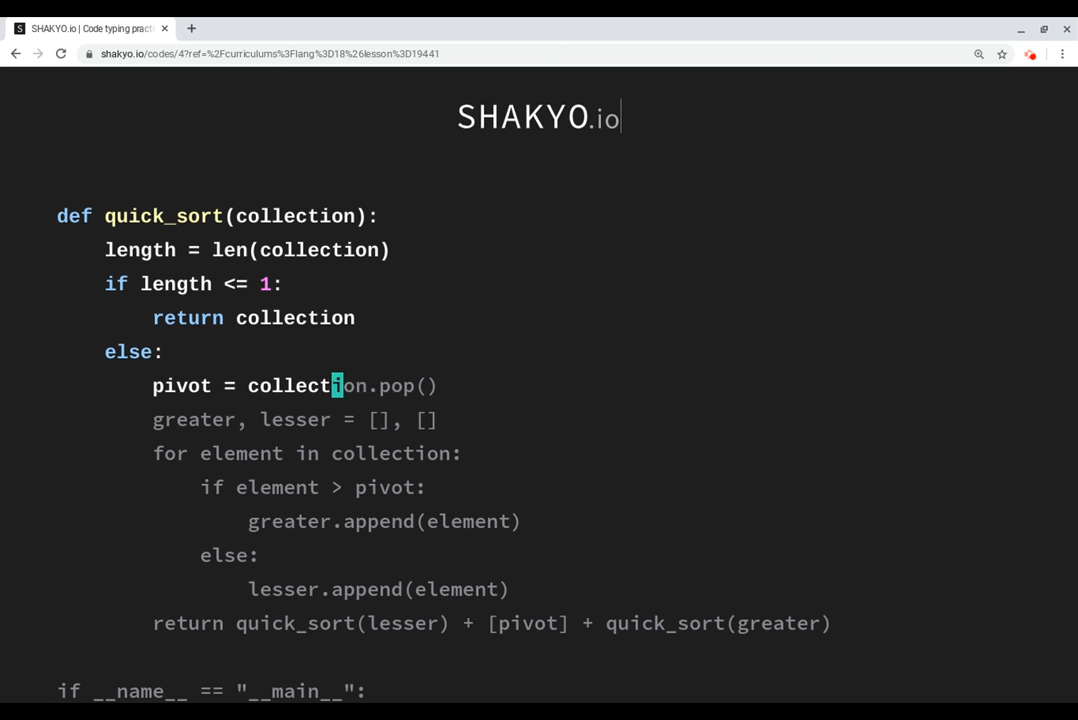 SHAKYO.io | Code typing pract
shakyo.io/codes/4?ref=%2Fcurriculums%3Flang%3D18%26lesson%3D19441
SHAKYO.io
def quick_sort(collection):
    length = len(collection)
    if length <= 1:
        return collection
    else:
        pivot = collection.pop()
        greater, lesser = [], []
        for element in collection:
            if element > pivot:
                greater.append(element)
            else:
                lesser.append(element)
        return quick_sort(lesser) + [pivot] + quick_sort(greater)
if __name__ == "__main__":